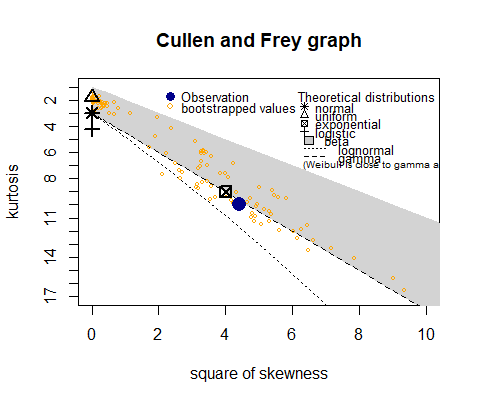 Cullen and Frey graph
Observation
bootstrapped values
Theoretical distributions
normal
uniform
exponential
logistic
beta
lognormal
gamma
(Weibull is close to gamma a
kurtosis
2
4
6
8
11
14
17
0
2
4
6
8
10
square of skewness